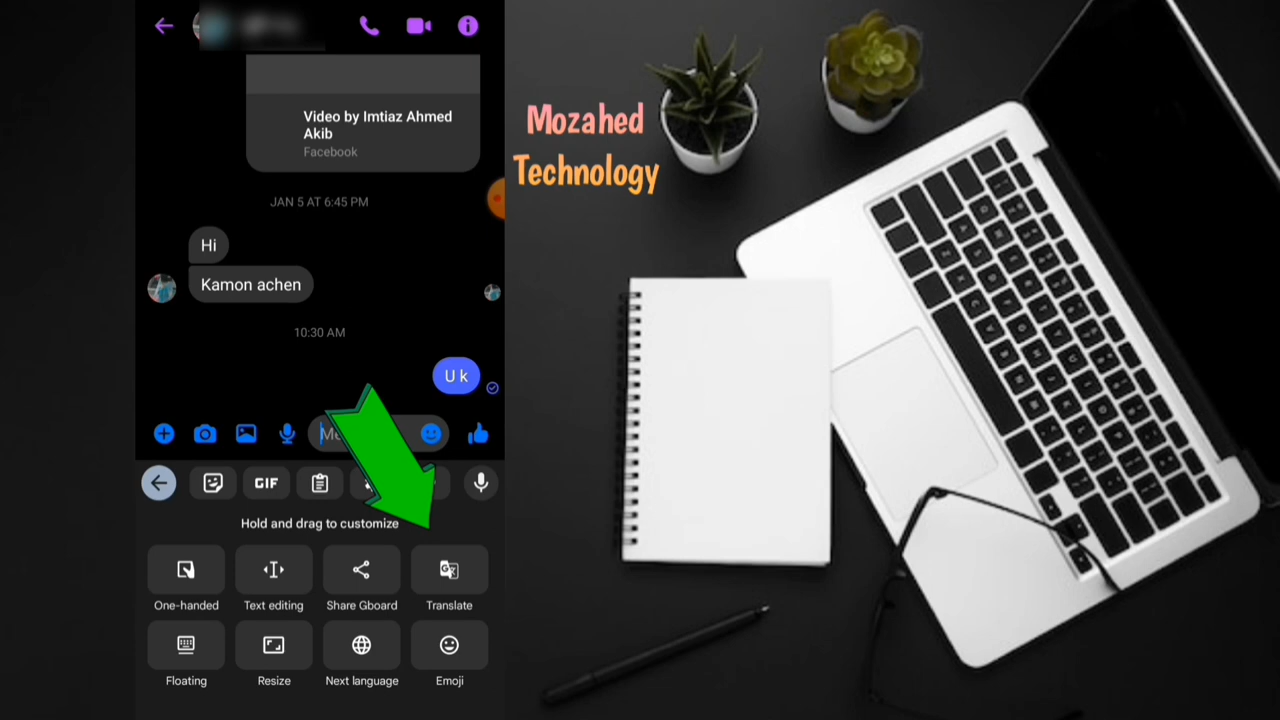 Video by Imtiaz Ahmed
Akib
Facebook
JAN 5 AT 6:45 PM
Hi
Kamon achen
10:30 AM
U k
GIF
Hold and drag to customize
One-handed
Text editing
Share Gboard
Translate
Floating
Resize
Next language
Emoji
Mozahed
Technology